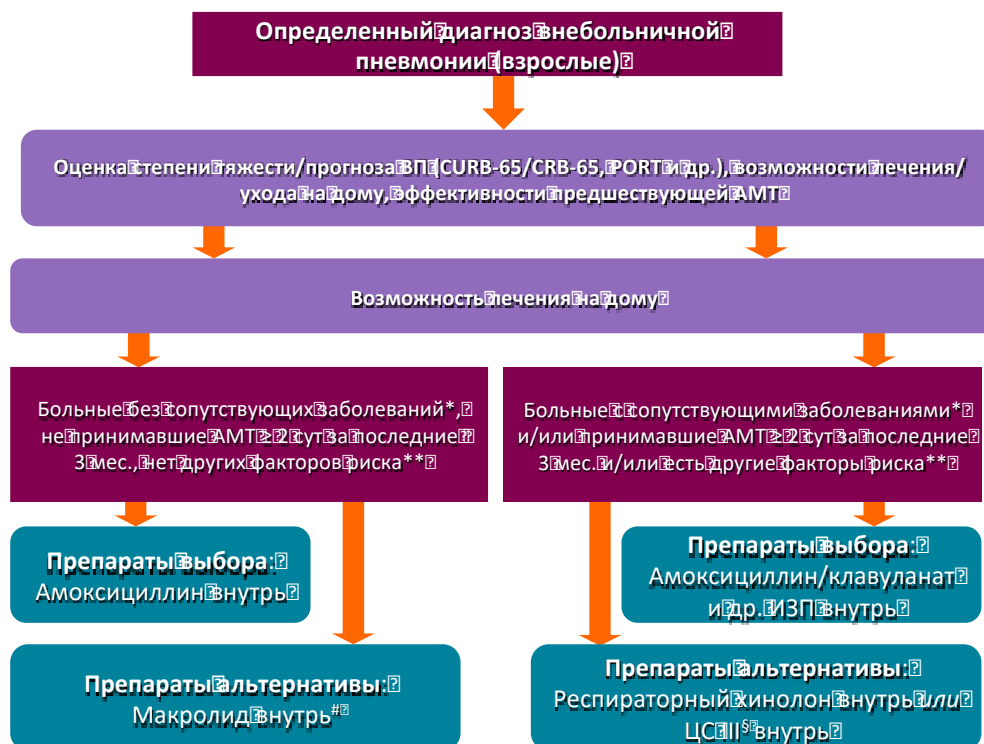 Определенный диагноз внебольничной
пневмонии (взрослые)
Оценка степени тяжести/прогноза ВП (CURB-65/CRB-65, PORT и др.), возможности лечения/
ухода на дому, эффективности предшествующей АМТ
Возможность лечения на дому
Больные без сопутствующих заболеваний*,
не принимавшие АМТ ≥ 2 сут за последние
3 мес., нет других факторов риска**
Больные с сопутствующими заболеваниями*
и/или принимавшие АМТ ≥ 2 сут за последние
3 мес. и/или есть другие факторы риска**
Препараты выбора:
Амоксициллин внутрь
Препараты выбора:
Амоксициллин/клавуланат
и др. ИЗП внутрь
Препараты альтернативы:
Макролид внутрь#
Препараты альтернативы:
Респираторный хинолон внутрь или
ЦС III§ внутрь